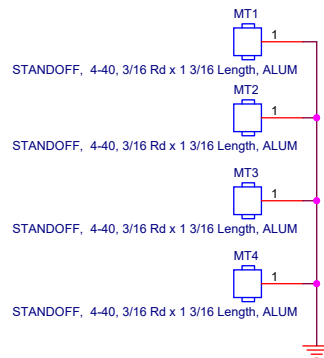 MT1
1
STANDOFF, 4-40, 3/16 Rd x 1 3/16 Length, ALUM
MT2
1
STANDOFF, 4-40, 3/16 Rd x 1 3/16 Length, ALUM
MT3
1
STANDOFF, 4-40, 3/16 Rd x 1 3/16 Length, ALUM
MT4
1
STANDOFF, 4-40, 3/16 Rd x 1 3/16 Length, ALUM